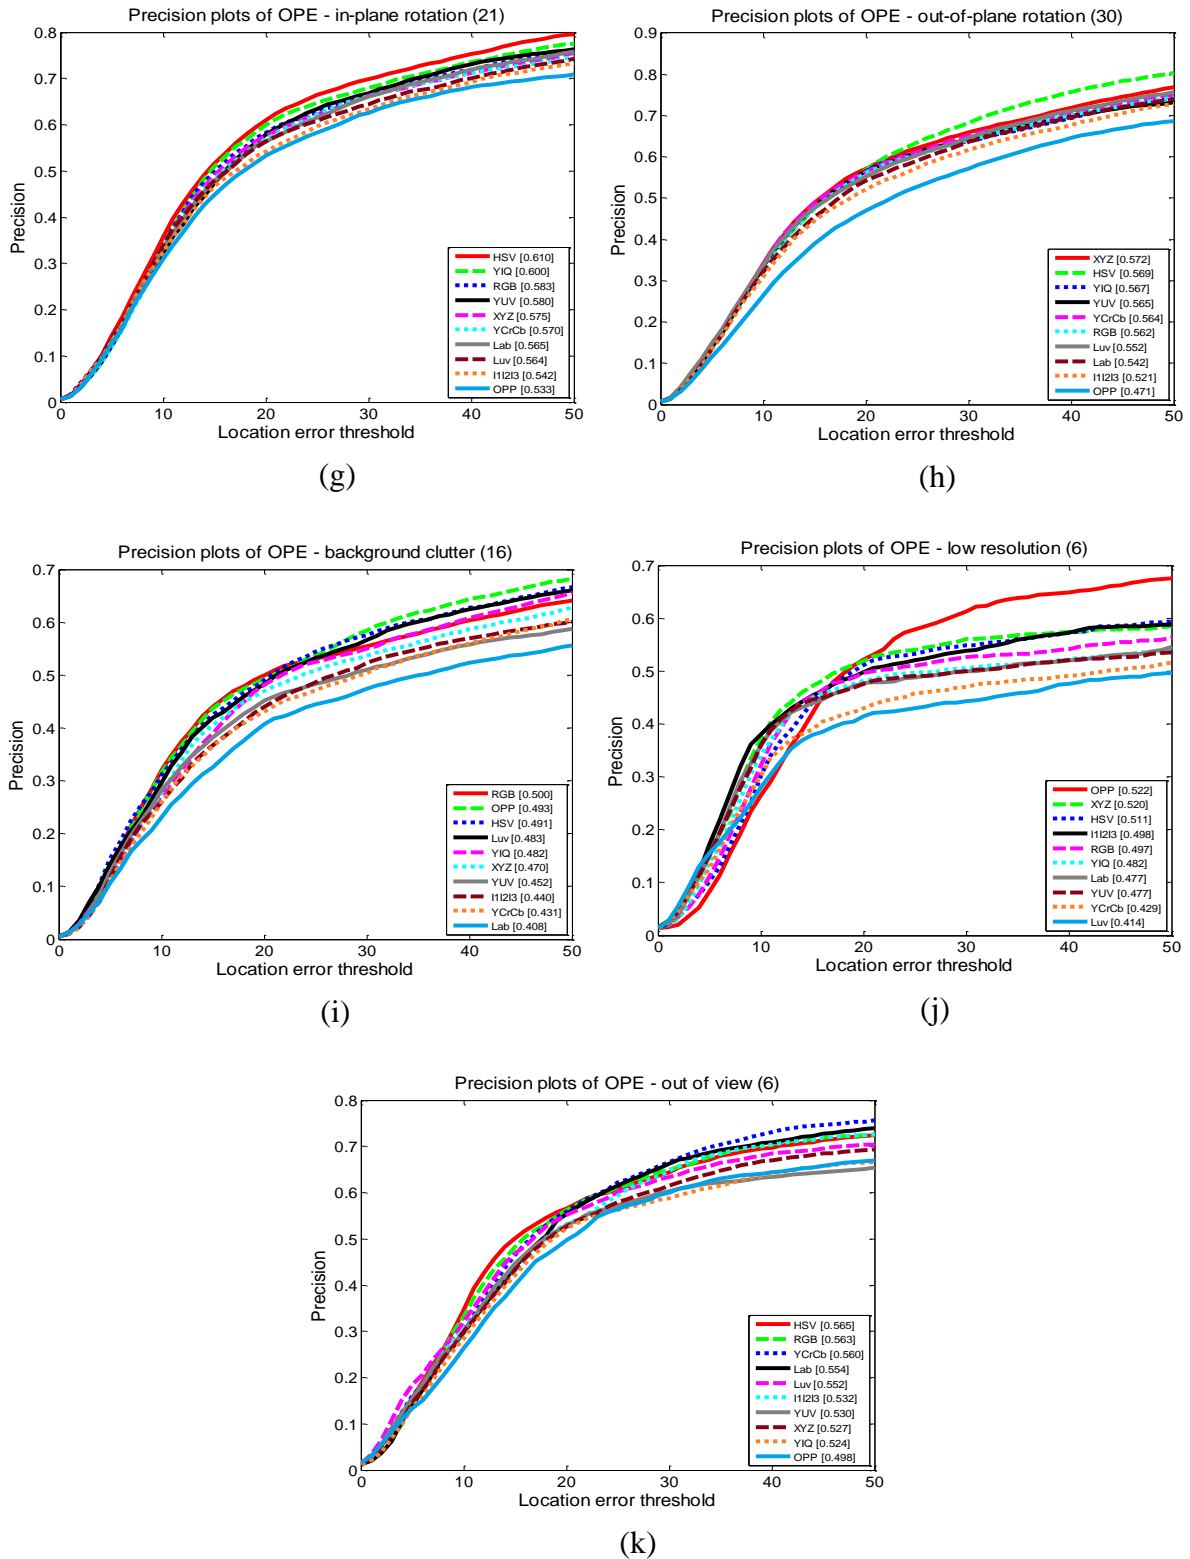 Precision plots of OPE - in-plane rotation (21)
Precision
0.8
0.7
0.6
0.5
0.4
0.3
0.2
0.1
0
HSV [0.610]
YIQ [0.600]
RGB [0.583]
YUV [0.580]
XYZ [0.575]
YCrCb [0.570]
Lab [0.565]
Luv [0.564]
I1I2I3 [0.542]
OPP [0.533]
0 10 20 30 40 50
Location error threshold
(g)
Precision plots of OPE - out-of-plane rotation (30)
Precision
0.9
0.8
0.7
0.6
0.5
0.4
0.3
0.2
0.1
0
XYZ [0.572]
HSV [0.569]
YIQ [0.567]
YUV [0.565]
YCrCb [0.564]
RGB [0.562]
Luv [0.552]
Lab [0.542]
I1I2I3 [0.521]
OPP [0.471]
0 10 20 30 40 50
Location error threshold
(h)
Precision plots of OPE - background clutter (16)
Precision
0.7
0.6
0.5
0.4
0.3
0.2
0.1
0
RGB [0.500]
OPP [0.493]
HSV [0.491]
Luv [0.483]
YIQ [0.482]
XYZ [0.470]
YUV [0.452]
I1I2I3 [0.440]
YCrCb [0.431]
Lab [0.408]
0 10 20 30 40 50
Location error threshold
(i)
Precision plots of OPE - low resolution (6)
Precision
0.7
0.6
0.5
0.4
0.3
0.2
0.1
0
OPP [0.522]
XYZ [0.520]
HSV [0.511]
I1I2I3 [0.498]
RGB [0.497]
YIQ [0.482]
Lab [0.477]
YUV [0.477]
YCrCb [0.429]
Luv [0.414]
0 10 20 30 40 50
Location error threshold
(j)
Precision plots of OPE - out of view (6)
Precision
0.8
0.7
0.6
0.5
0.4
0.3
0.2
0.1
0
HSV [0.565]
RGB [0.563]
YCrCb [0.560]
Lab [0.554]
Luv [0.552]
I1I2I3 [0.532]
YUV [0.530]
XYZ [0.527]
YIQ [0.524]
OPP [0.498]
0 10 20 30 40 50
Location error threshold
(k)